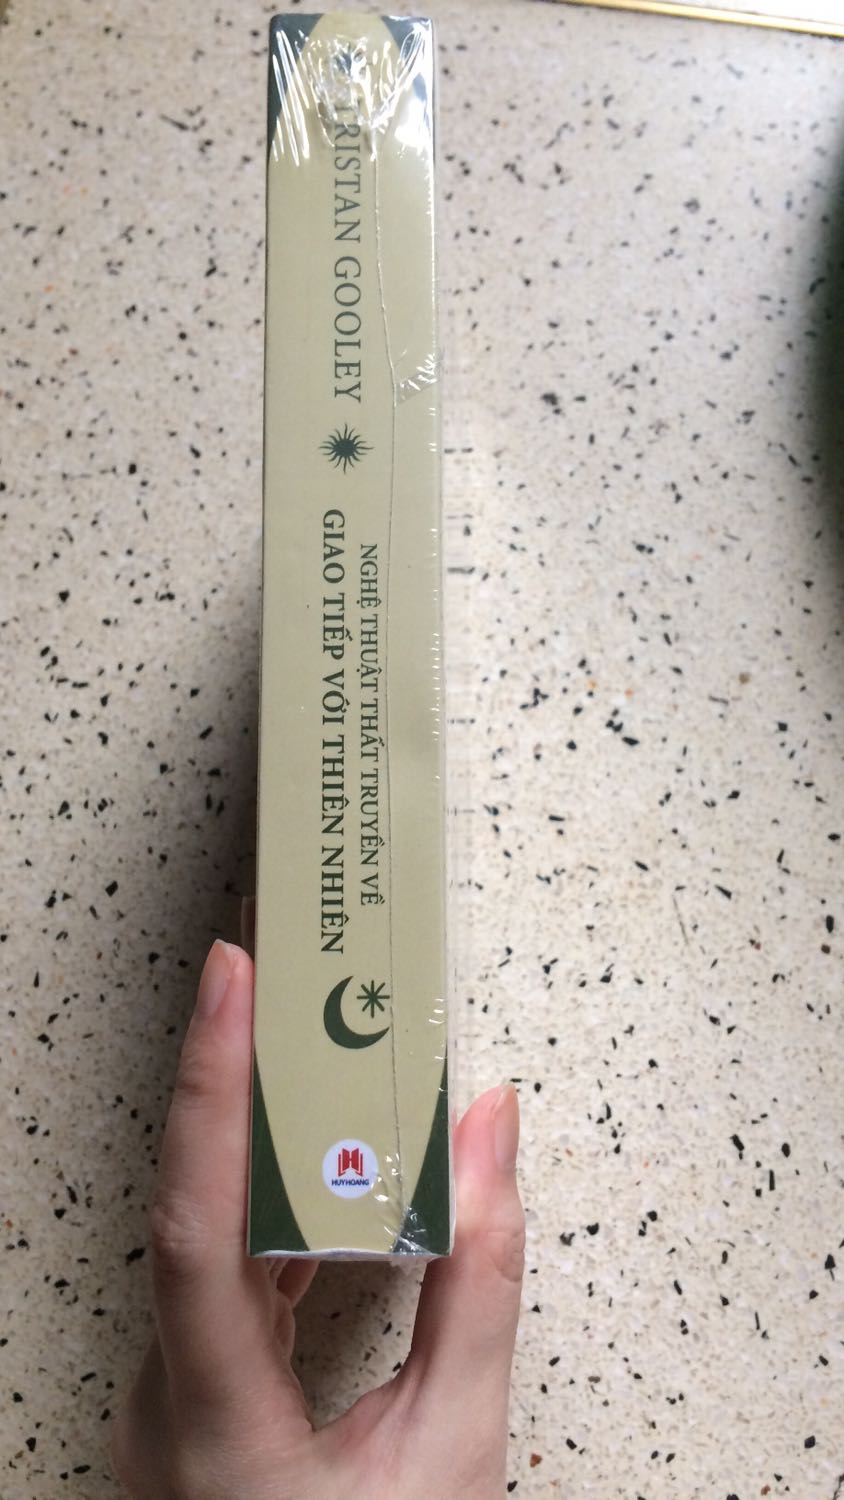 TRISTAN GOOLEY
NGHỆ THUẬT THẤT TRUYỀN VỀ
GIAO TIẾP VỚI THIÊN NHIÊN
HUYHOANG